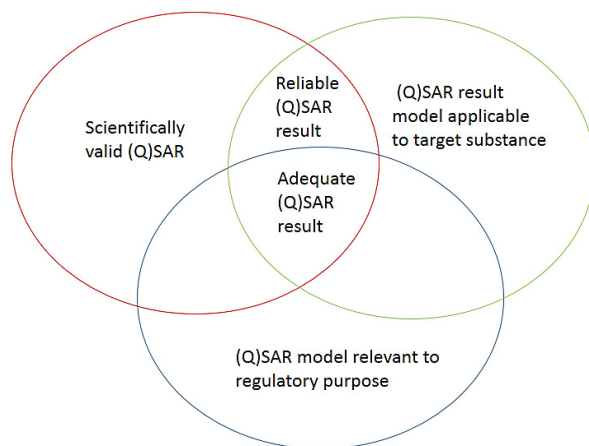 Scientifically
valid (Q)SAR
Reliable
(Q)SAR
result
(Q)SAR result
model applicable
to target substance
Adequate
(Q)SAR
result
(Q)SAR model relevant to
regulatory purpose